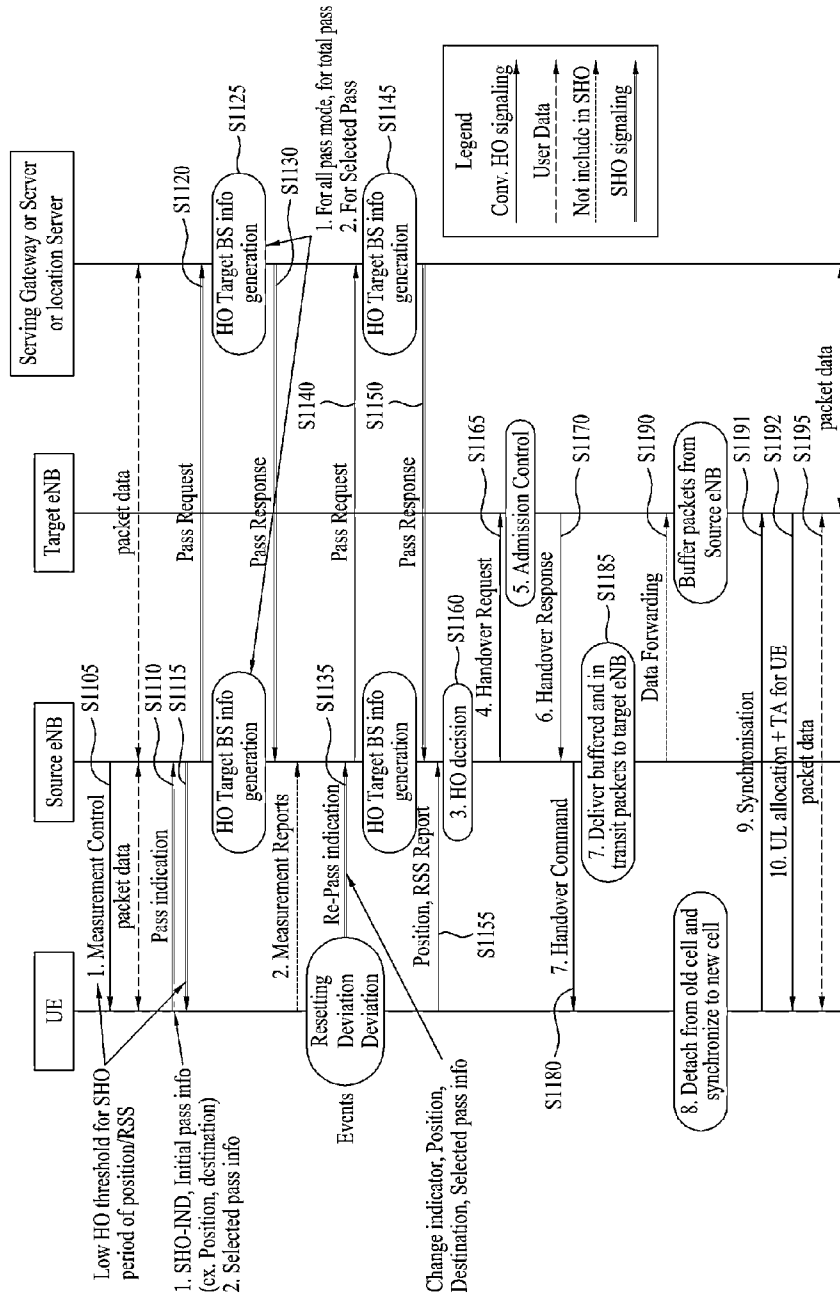 UE
Source eNB
Target eNB
Serving Gateway or Server
or location Server
Low HO threshold for SHO
period of position/RSS
1. Measurement Control
S1105
packet data
packet data
Pass indication
S1110
S1115
1. SHO-IND, Initial pass info
(ex. Position, destination)
2. Selected pass info
Pass Request
S1120
HO Target BS info
generation
HO Target BS info
generation
S1125
Pass Response
S1130
1. For all pass mode, for total pass
2. For Selected Pass
2. Measurement Reports
Resetting
Deviation
Deviation
Events
Re-Pass indication
S1135
Pass Request
S1140
Change indicator, Position,
Destination, Selected pass info
HO Target BS info
generation
HO Target BS info
generation
S1145
Pass Response
S1150
Position, RSS Report
S1155
3. HO decision
S1160
4. Handover Request
S1165
5. Admission Control
6. Handover Response
S1170
7. Handover Command
S1180
7. Deliver buffered and in
transit packets to target eNB
S1185
Data Forwarding
S1190
8. Detach from old cell and
synchronize to new cell
Buffer packets from
Source eNB
9. Synchronisation
S1191
10. UL allocation + TA for UE
S1192
packet data
S1195
packet data
Legend
Conv. HO signaling
User Data
Not include in SHO
SHO signaling